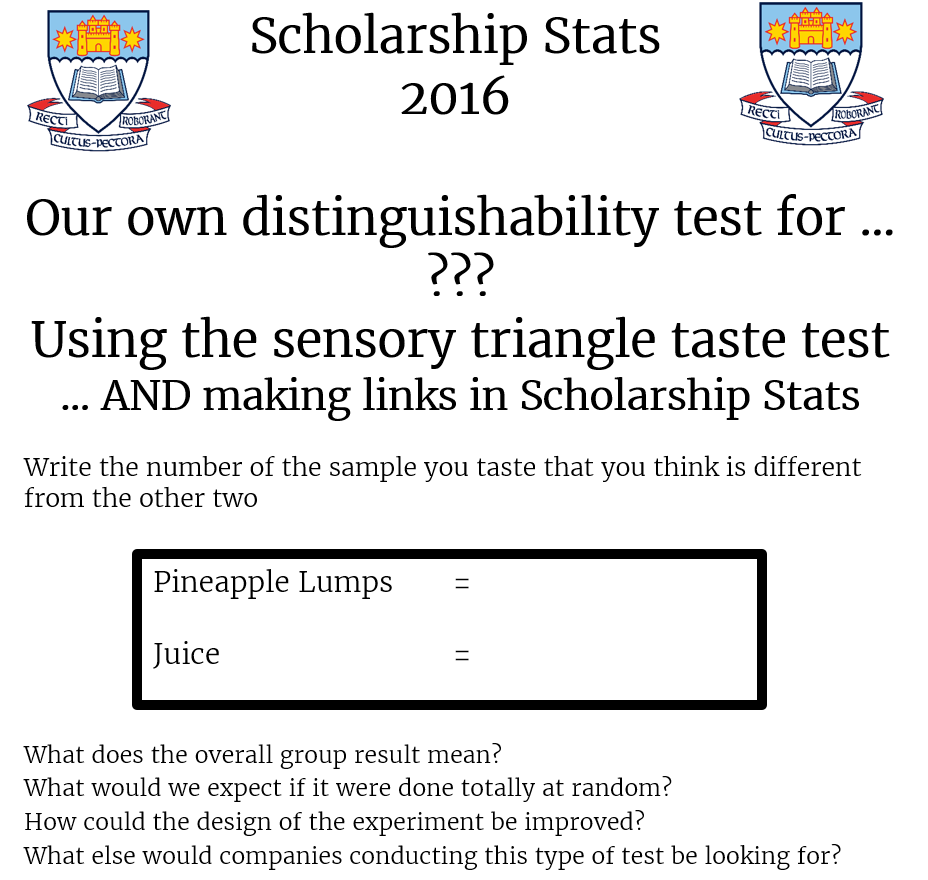 Scholarship Stats
2016
RECTI
ROBORANT
CULTUS-PECTORA
RECTI
ROBORANT
CULTUS-PECTORA
Our own distinguishability test for ...
???
Using the sensory triangle taste test
... AND making links in Scholarship Stats
Write the number of the sample you taste that you think is different
from the other two
Pineapple Lumps =
Juice =
What does the overall group result mean?
What would we expect if it were done totally at random?
How could the design of the experiment be improved?
What else would companies conducting this type of test be looking for?